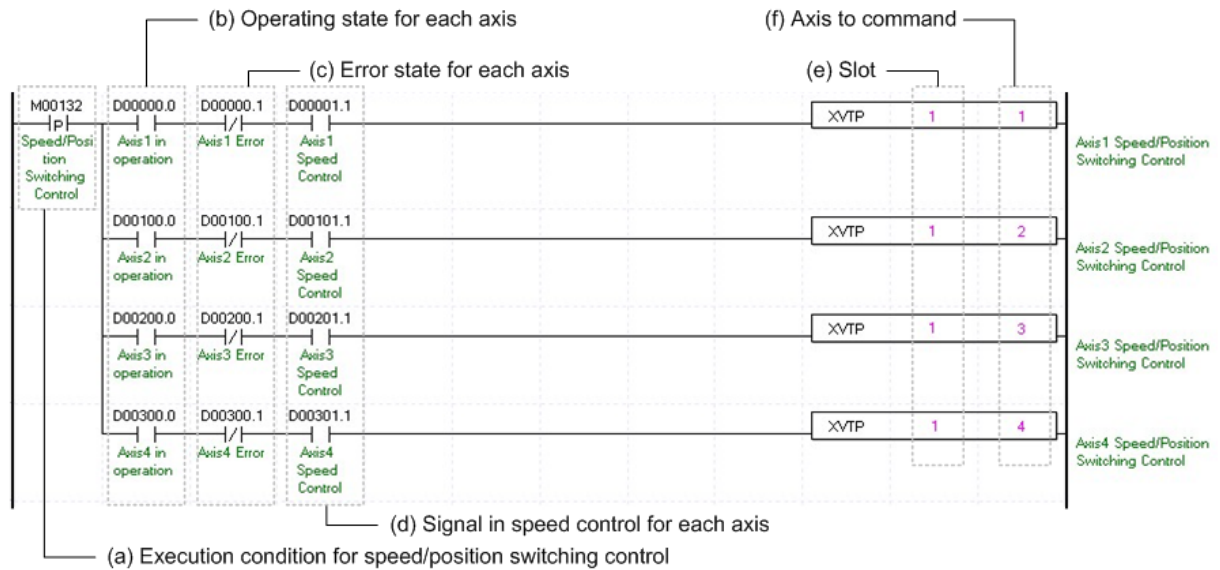 (b) Operating state for each axis
(f) Axis to command
(c) Error state for each axis
(e) Slot
M00132
D00000.0
D00000.1
D00001.1
P
XVTP
1
1
Speed/Posi
tion
Switching
Control
Axis1 in
operation
Axis1 Error
Axis1
Speed
Control
Axis1 Speed/Position
Switching Control
D00100.0
D00100.1
D00101.1
XVTP
1
2
Axis2 in
operation
Axis2 Error
Axis2
Speed
Control
Axis2 Speed/Position
Switching Control
D00200.0
D00200.1
D00201.1
XVTP
1
3
Axis3 in
operation
Axis3 Error
Axis3
Speed
Control
Axis3 Speed/Position
Switching Control
D00300.0
D00300.1
D00301.1
XVTP
1
4
Axis4 in
operation
Axis4 Error
Axis4
Speed
Control
Axis4 Speed/Position
Switching Control
(d) Signal in speed control for each axis
(a) Execution condition for speed/position switching control